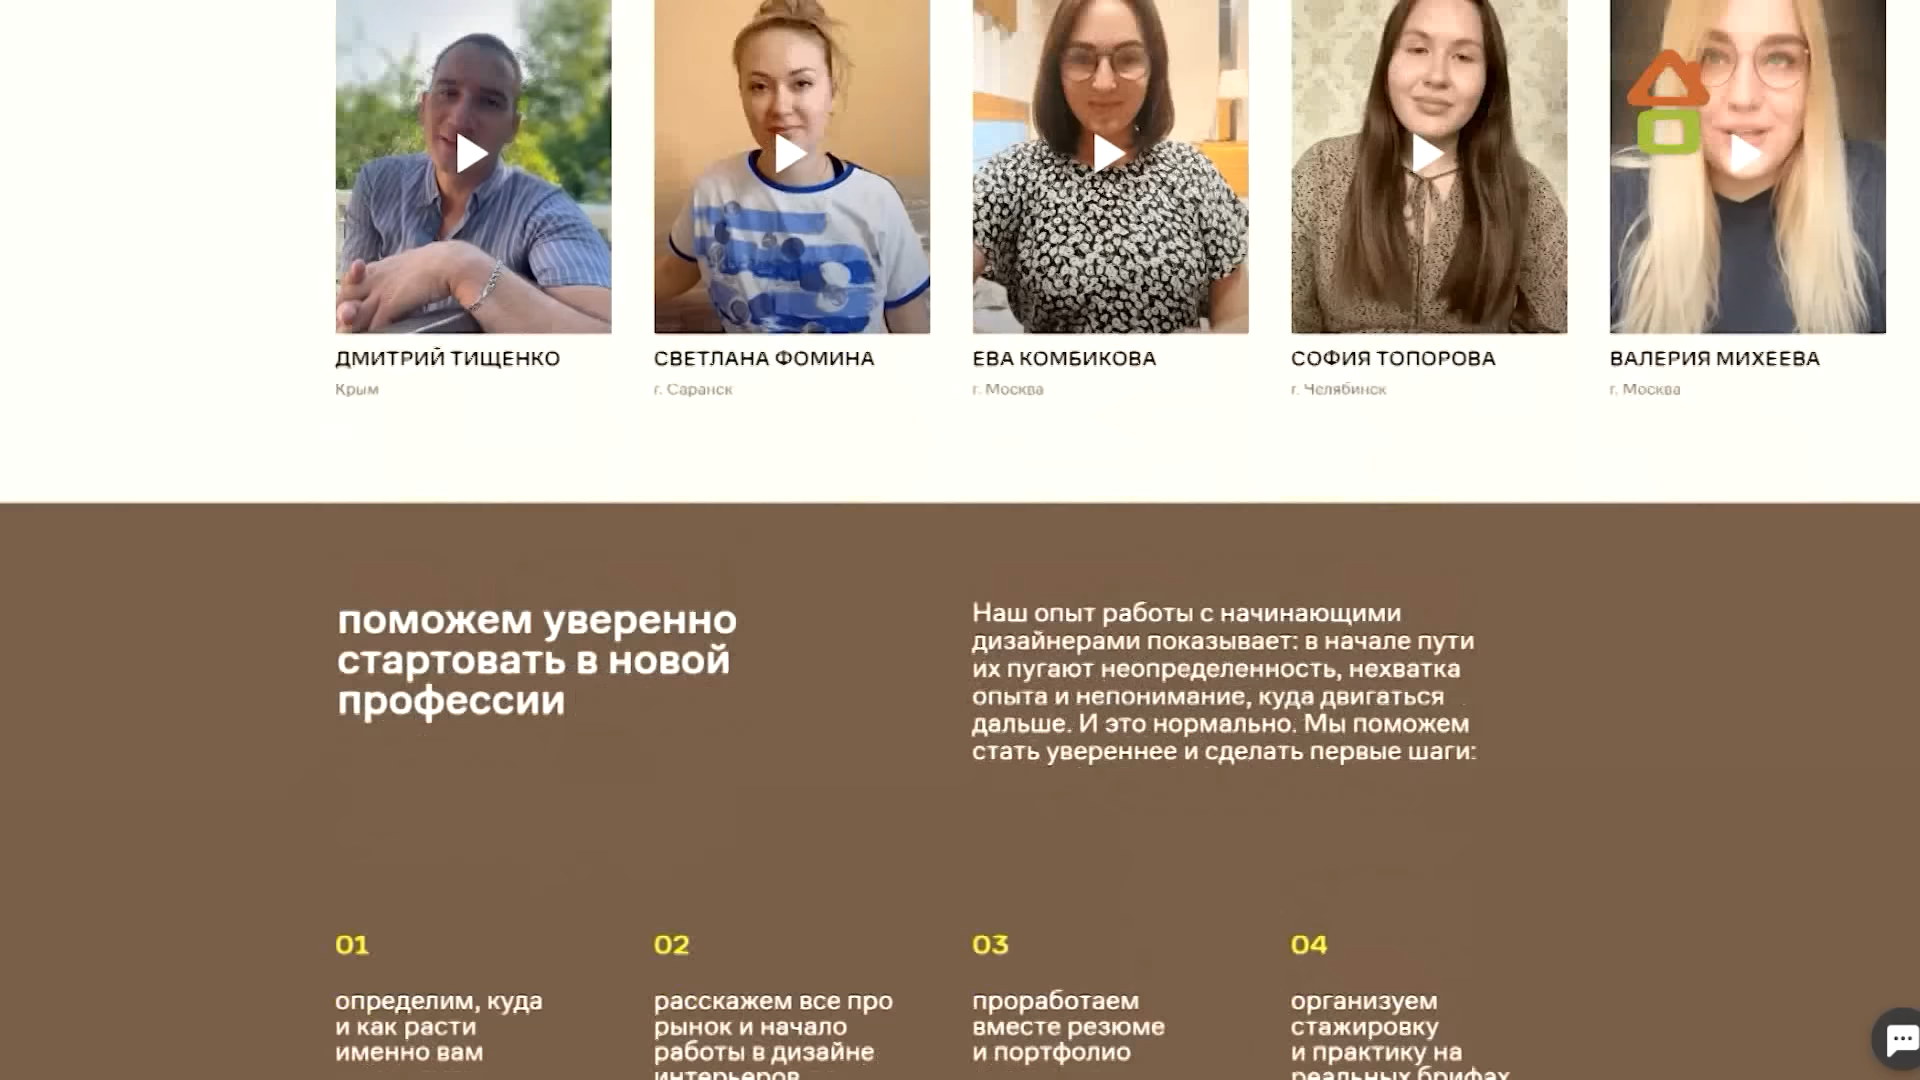 ДМИТРИЙ ТИЩЕНКО
Крым
СВЕТЛАНА ФОМИНА
г. Саранск
ЕВА КОМБИКОВА
г. Москва
СОФИЯ ТОПОРОВА
г. Челябинск
ВАЛЕРИЯ МИХЕЕВА
г. Москва
поможем уверенно
стартовать в новой
профессии
Наш опыт работы с начинающими
дизайнерами показывает: в начале пути
их пугают неопределенность, нехватка
опыта и непонимание, куда двигаться
дальше. И это нормально. Мы поможем
стать увереннее и сделать первые шаги:
01
определим, куда
и как расти
именно вам
02
расскажем все про
рынок и начало
работы в дизайне
интерьеров
03
проработаем
вместе резюме
и портфолио
04
организуем
стажировку
и практику на
реальных брифах